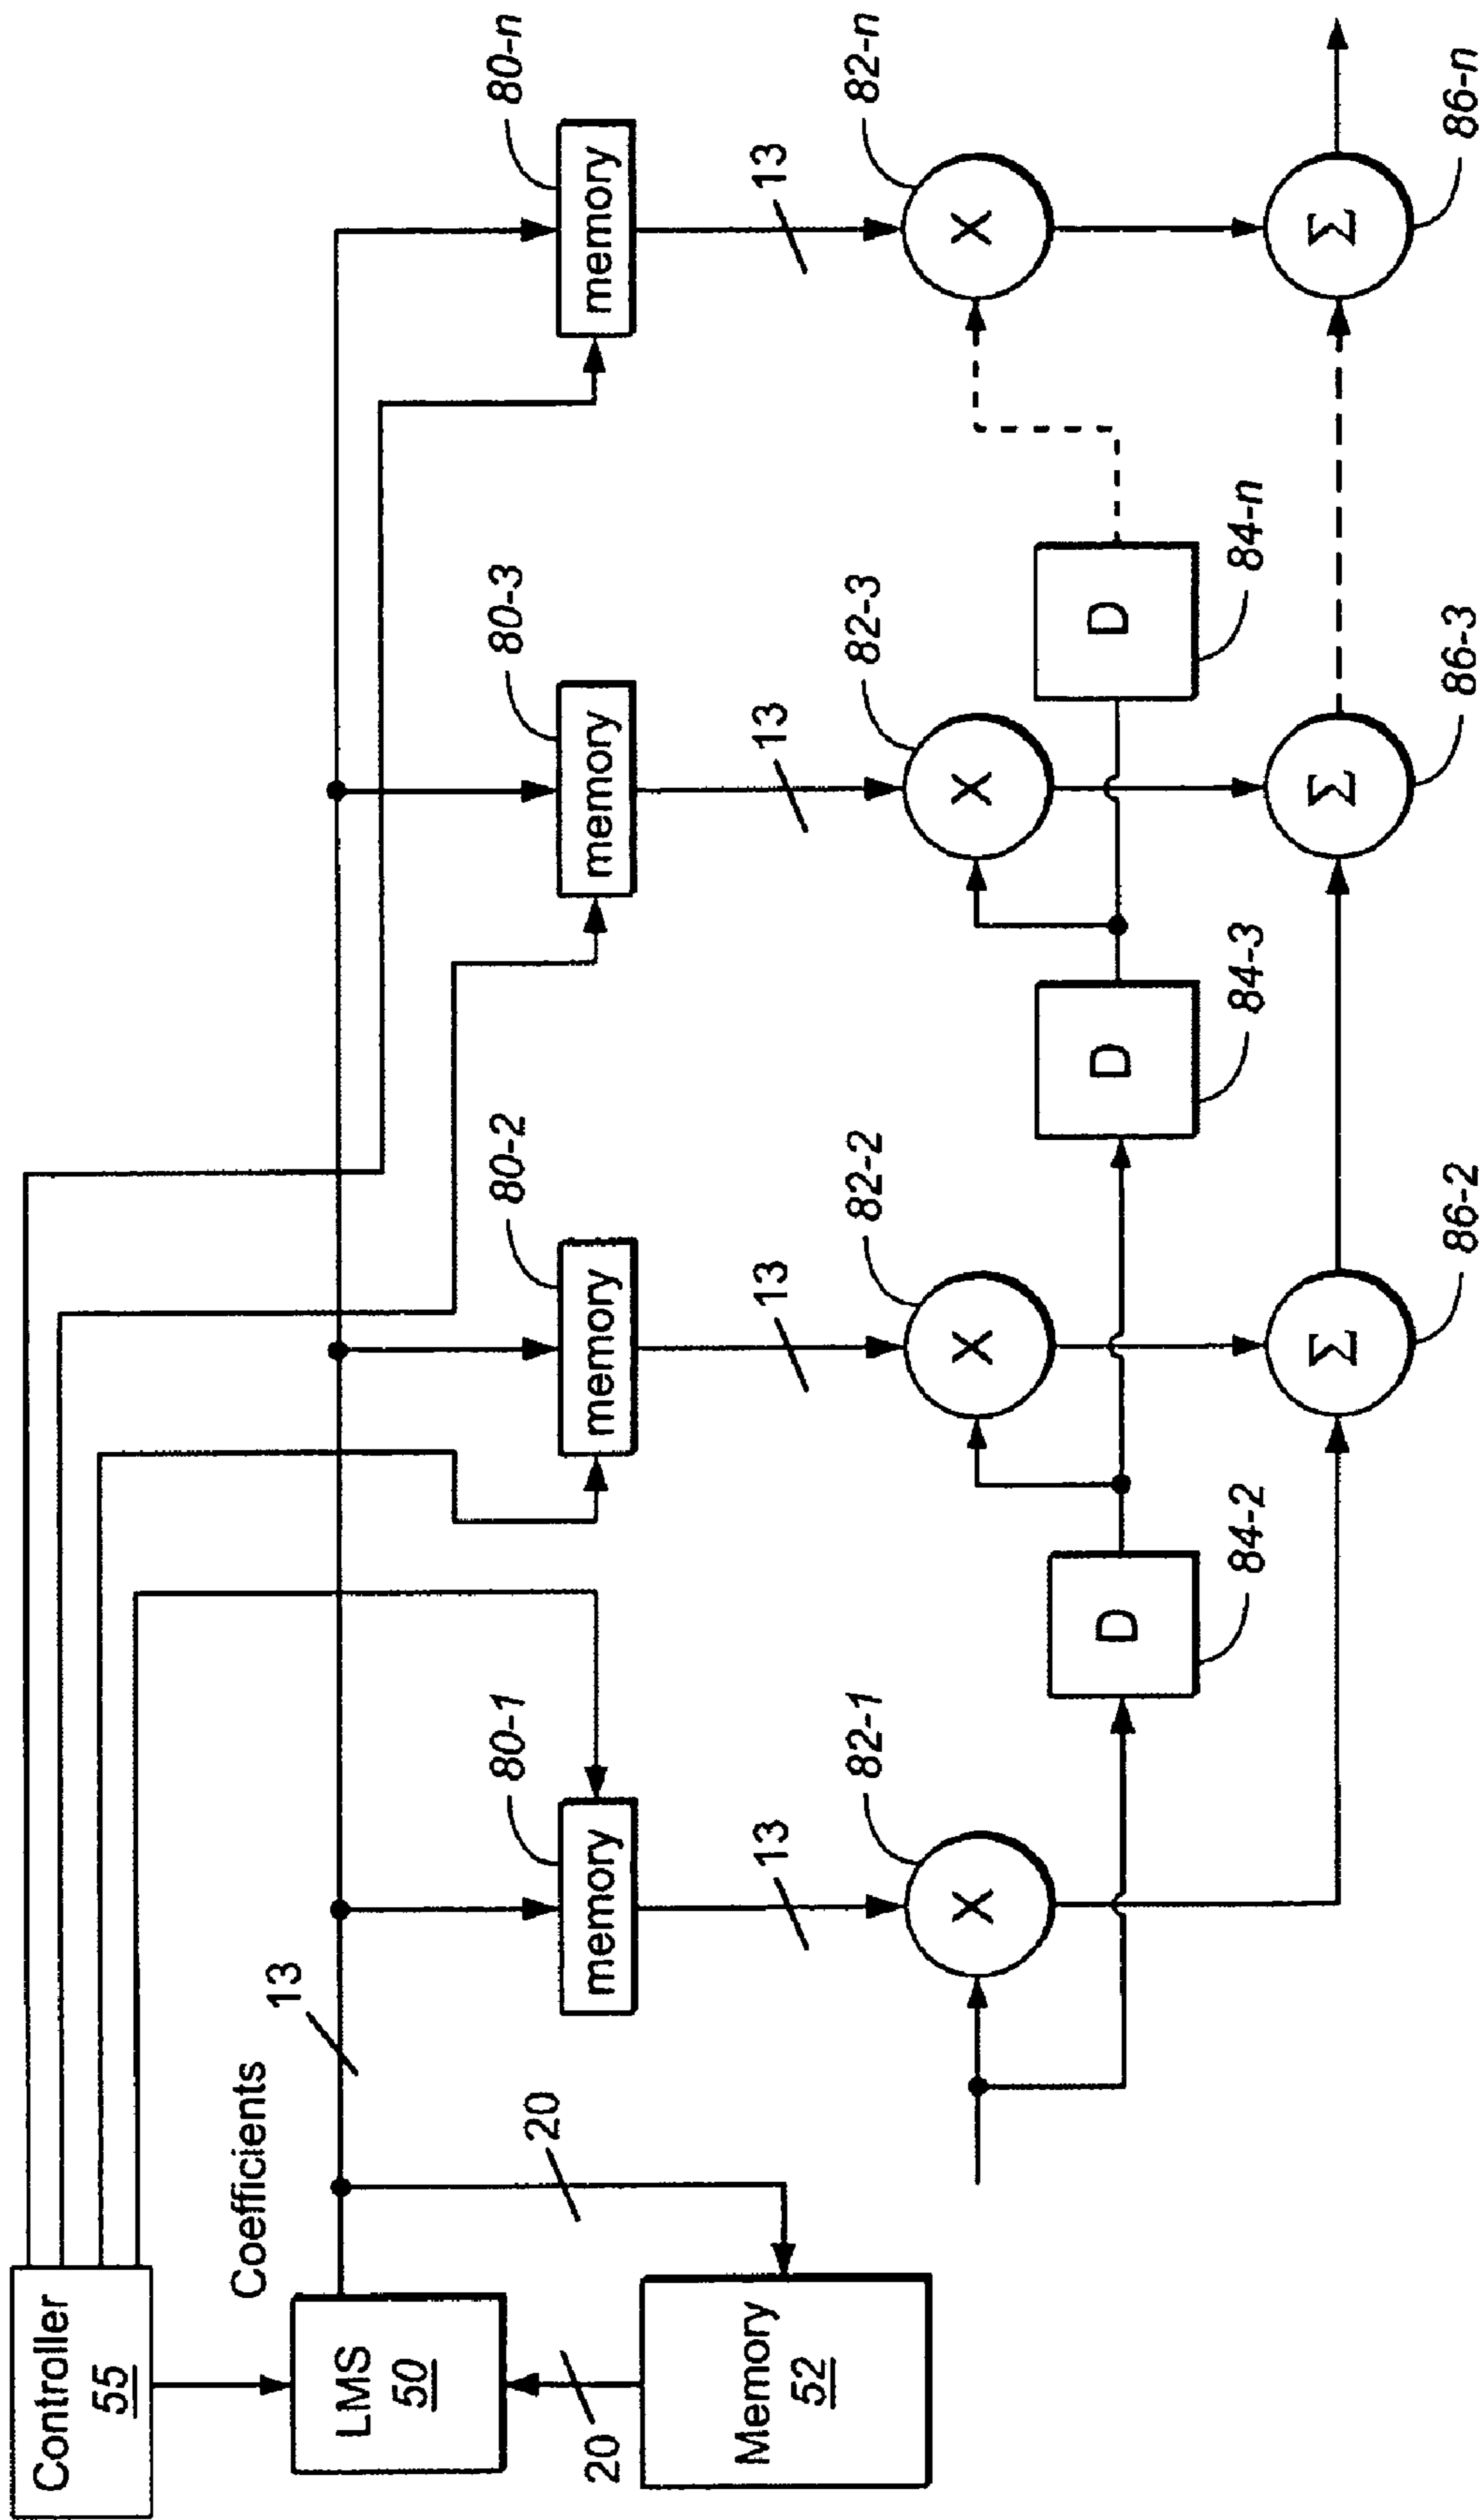 Controller
55
Coefficients
13
LMS
50
20
20
Memory
52
80-1
80-2
80-3
80-n
memory
memory
memory
memory
13
13
13
13
82-1
82-2
82-3
82-n
X
X
X
X
D
D
D
84-2
84-3
84-n
Σ
Σ
Σ
86-2
86-3
86-n